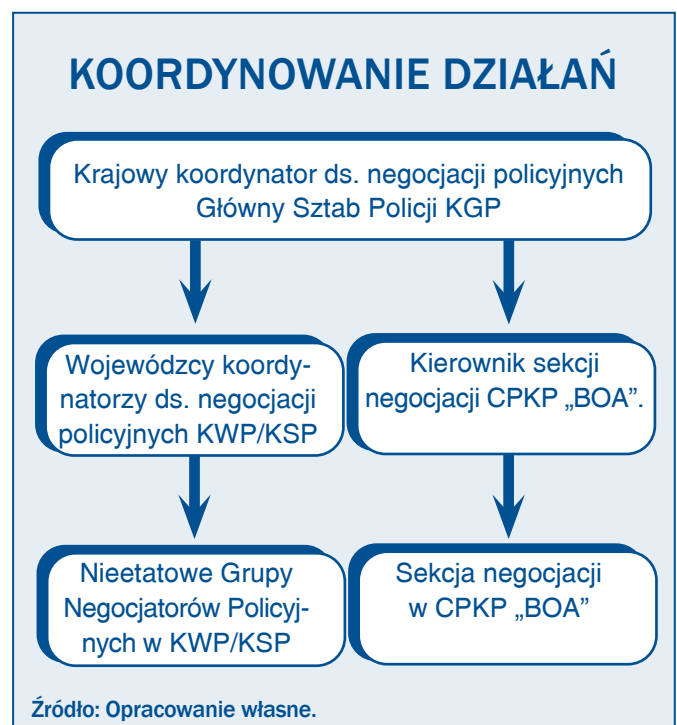 KOORDYNOWANIE DZIAŁAŃ
Krajowy koordynator ds. negocjacji policyjnych
Główny Sztab Policji KGP
Wojewódzcy koordy-
natorzy ds. negocjacji
policyjnych KWP/KSP
Kierownik sekcji
negocjacji CPKP „BOA”.
Nieetatowe Grupy
Negocjatorów Policyj-
nych w KWP/KSP
Sekcja negocjacji
w CPKP „BOA”
Źródło: Opracowanie własne.